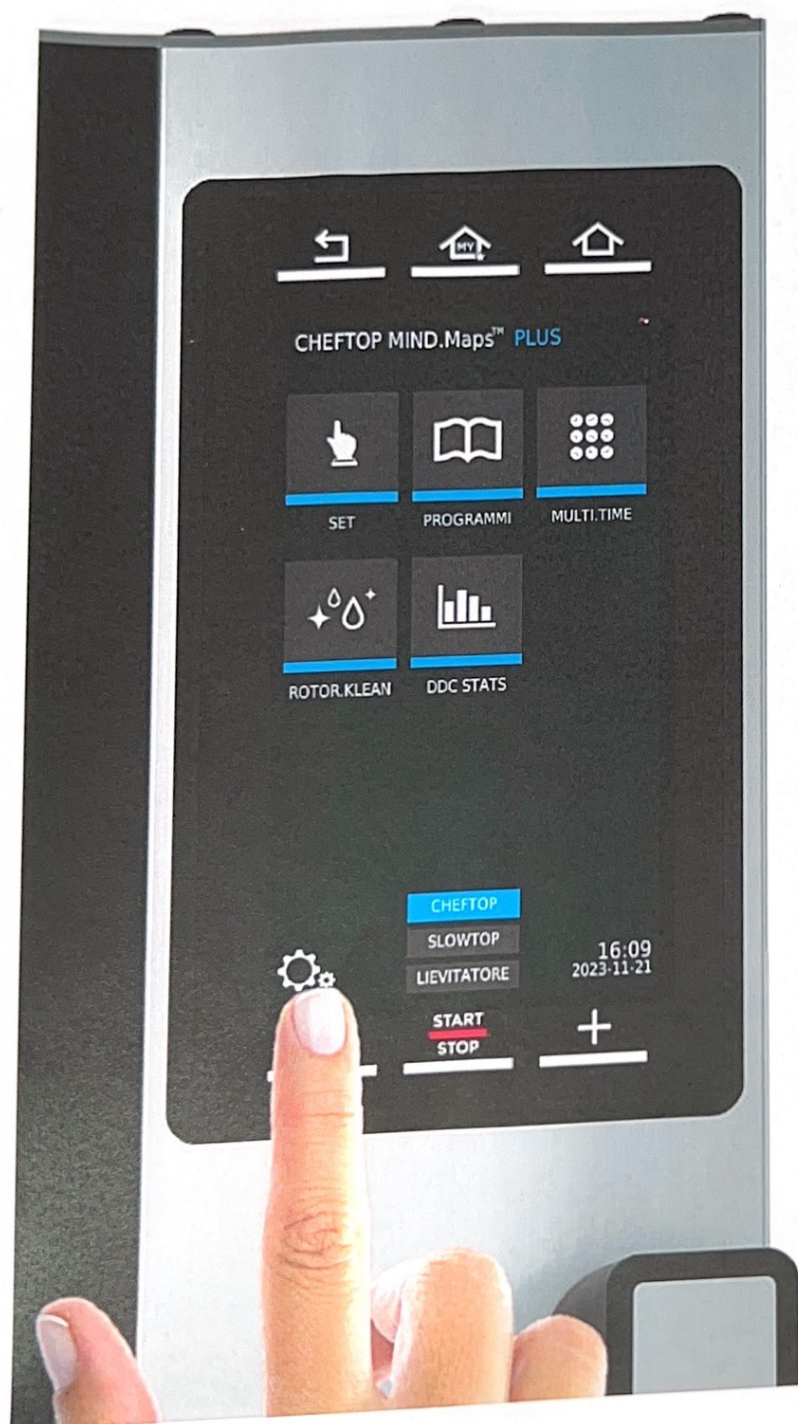 MY
CHEFTOP MIND.Maps™ PLUS
SET
PROGRAMMI
MULTI.TIME
ROTOR.KLEAN
DDC STATS
CHEFTOP
SLOWTOP
LIEVITATORE
16:09
2023-11-21
START
STOP